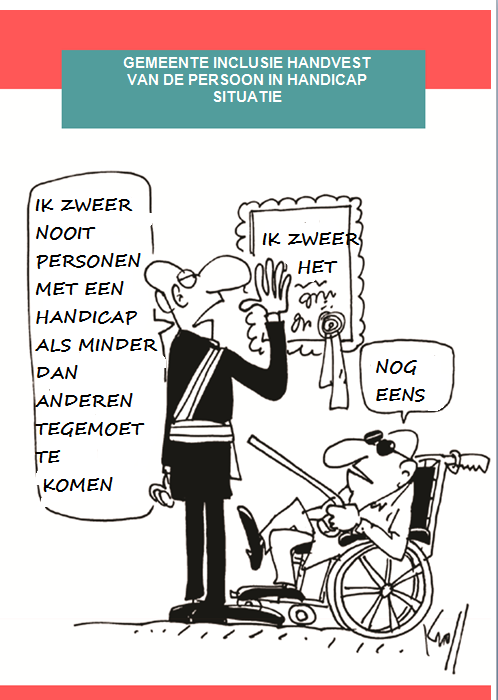 GEMEENTE INCLUSIE HANDVEST
VAN DE PERSOON IN HANDICAP
SITUATIE
IK ZWEER
NOOIT
PERSONEN
MET EEN
HANDICAP
ALS MINDER
DAN
ANDEREN
TEGEMOET
TE
KOMEN
IK ZWEER
HET
NOG
EENS
Kroll